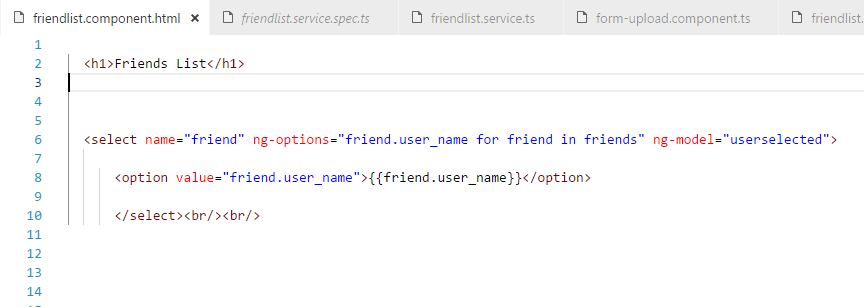 friendlist.component.html × friendlist.service.spec.ts friendlist.service.ts form-upload.component.ts friendlist.
1
2 <h1>Friends List</h1>
3
4
5
6 <select name="friend" ng-options="friend.user_name for friend in friends" ng-model="userselected">
7
8 <option value="friend.user_name">{{friend.user_name}}</option>
9
10 </select><br/><br/>
11
12
13
14